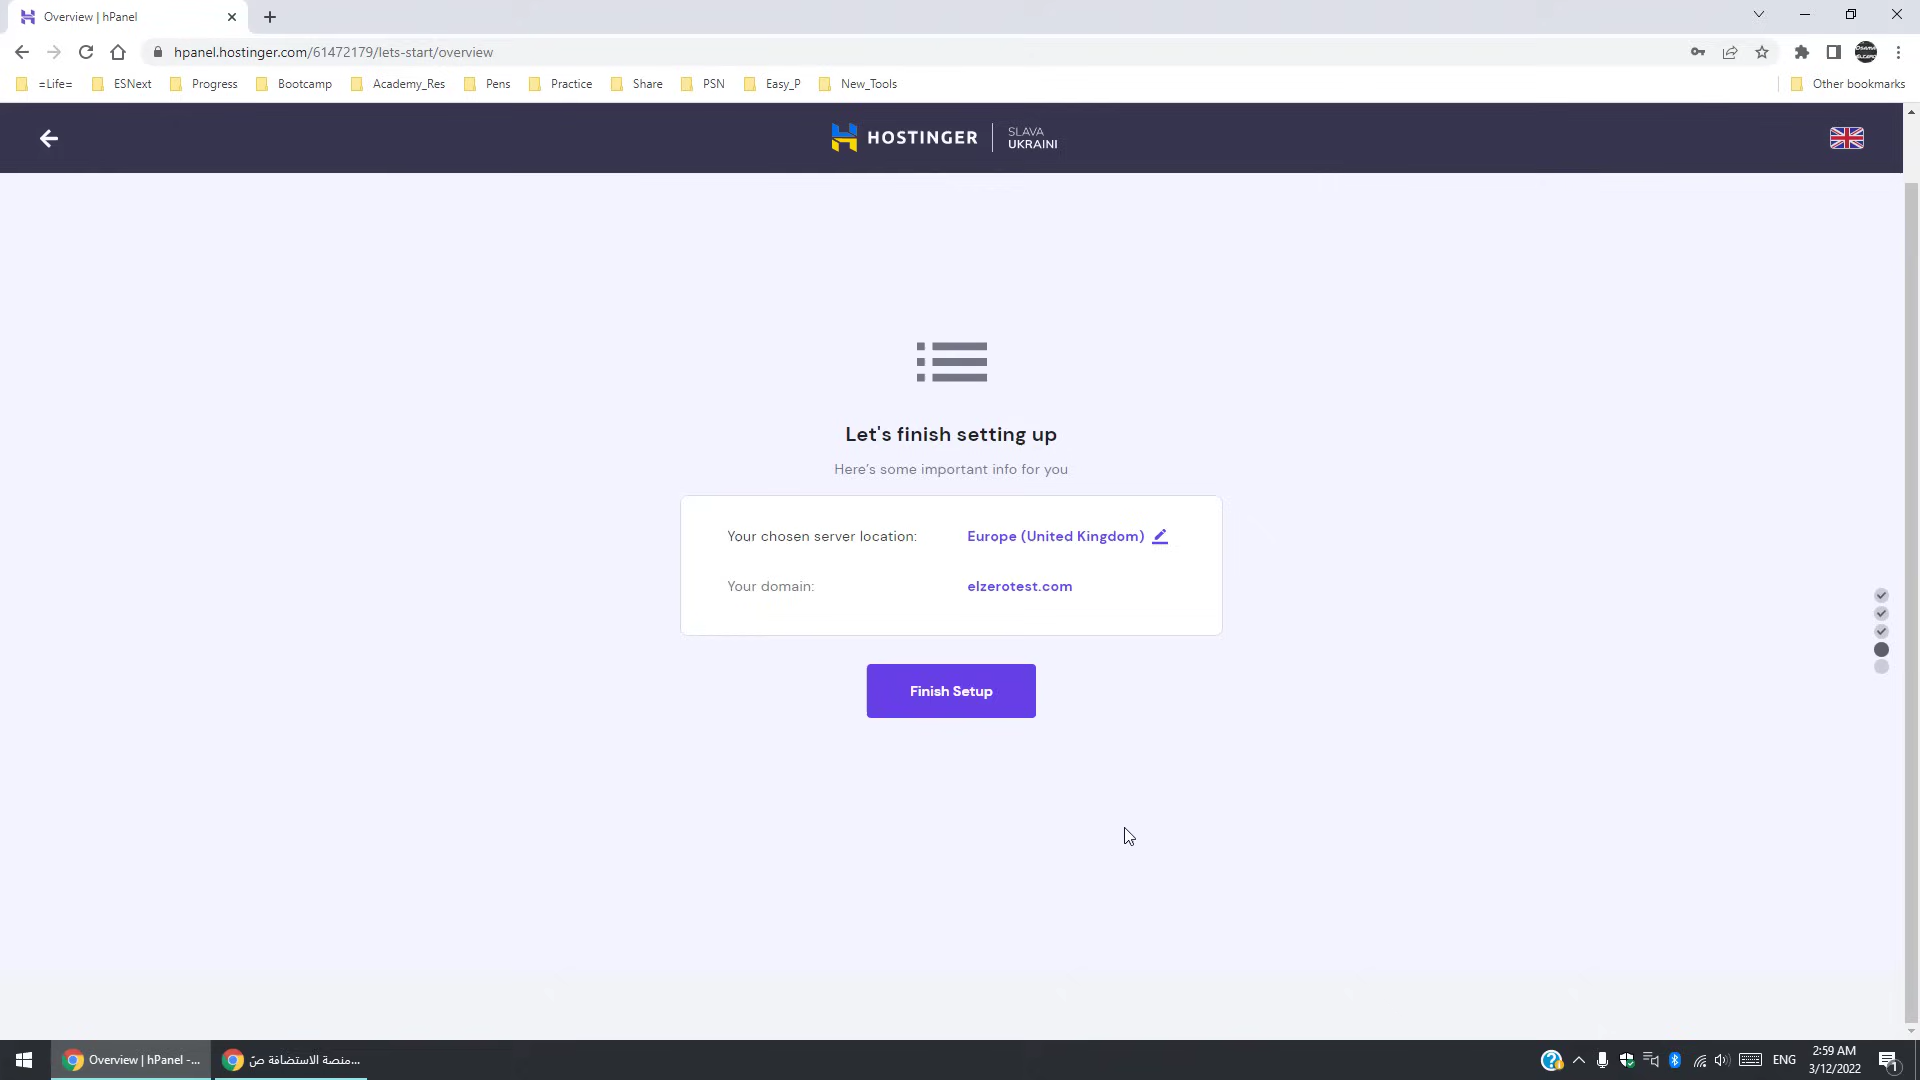 Overview | hPanel
hpanel.hostinger.com/61472179/lets-start/overview
=Life=
ESNext
Progress
Bootcamp
Academy_Res
Pens
Practice
Share
PSN
Easy_P
New_Tools
Other bookmarks
HOSTINGER
SLAVA
UKRAINI
Let's finish setting up
Here's some important info for you
Your chosen server location:
Europe (United Kingdom)
Your domain:
elzerotest.com
Finish Setup
Overview | hPanel -...
منصة الاستضافة صً...
ENG
2:59 AM
3/12/2022
1